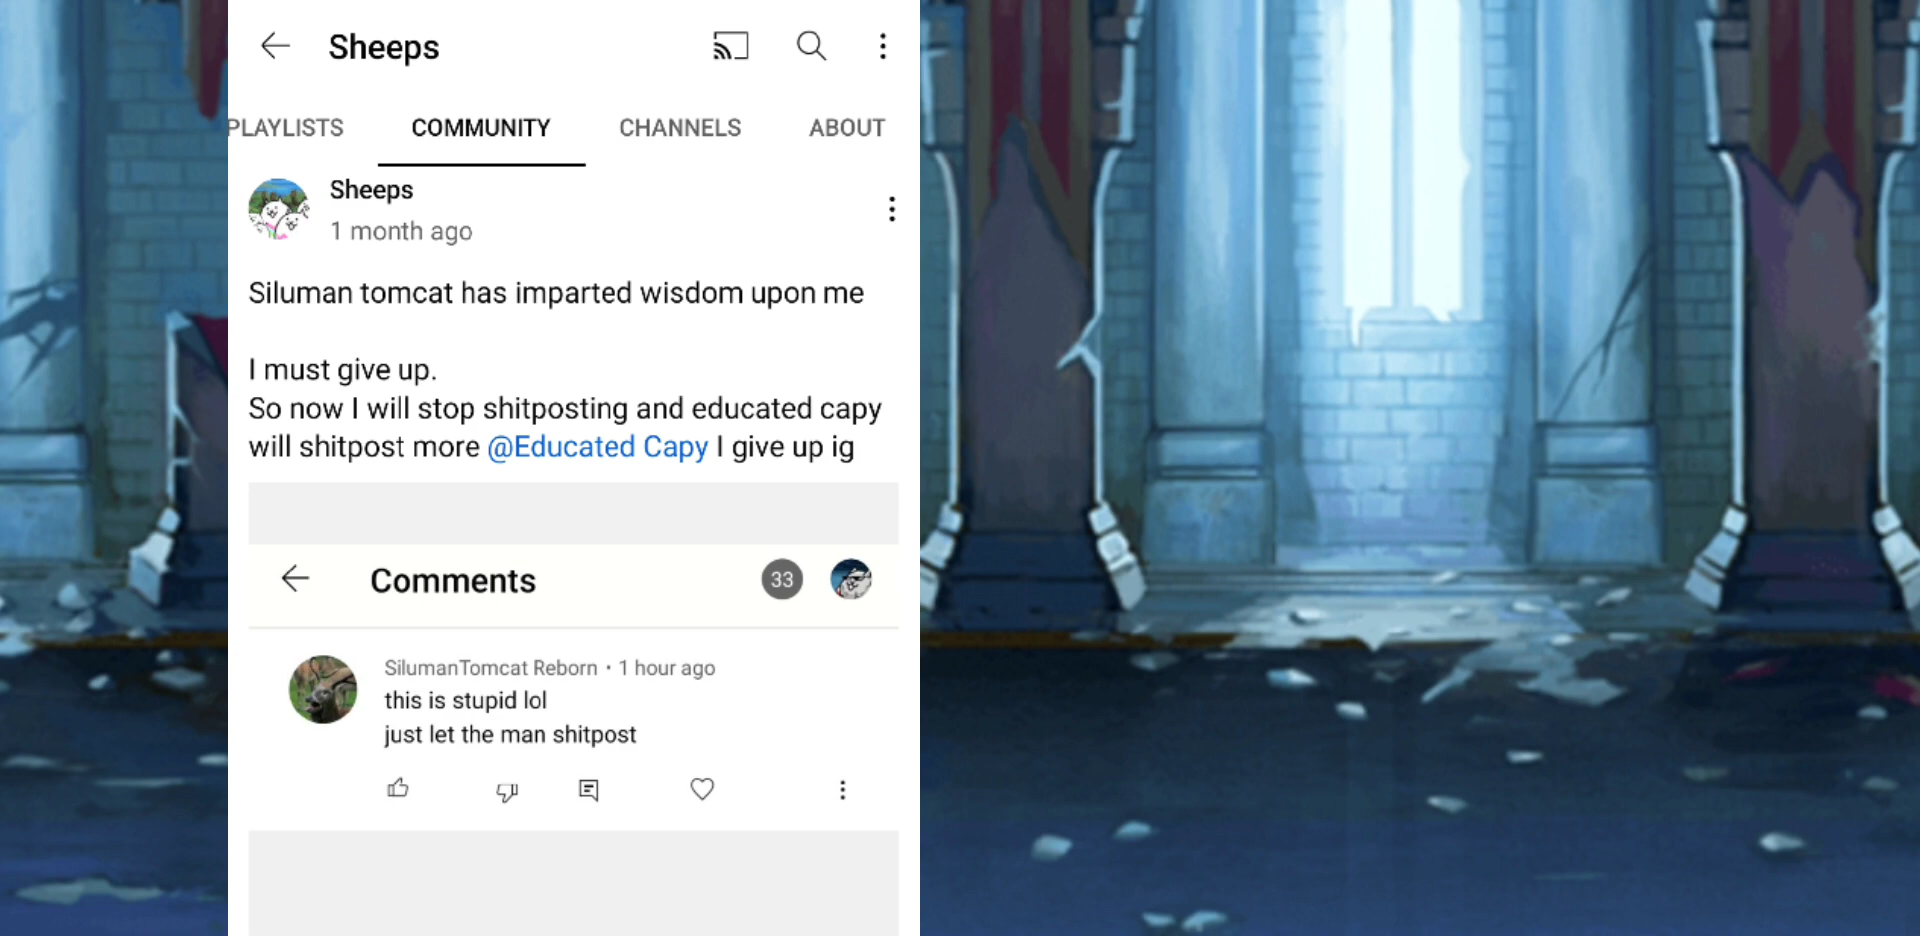 Sheeps
PLAYLISTS COMMUNITY CHANNELS ABOUT
Sheeps
1 month ago
Siluman tomcat has imparted wisdom upon me
I must give up.
So now I will stop shitposting and educated capy
will shitpost more @Educated Capy I give up ig
Comments 33
SilumanTomcat Reborn • 1 hour ago
this is stupid lol
just let the man shitpost